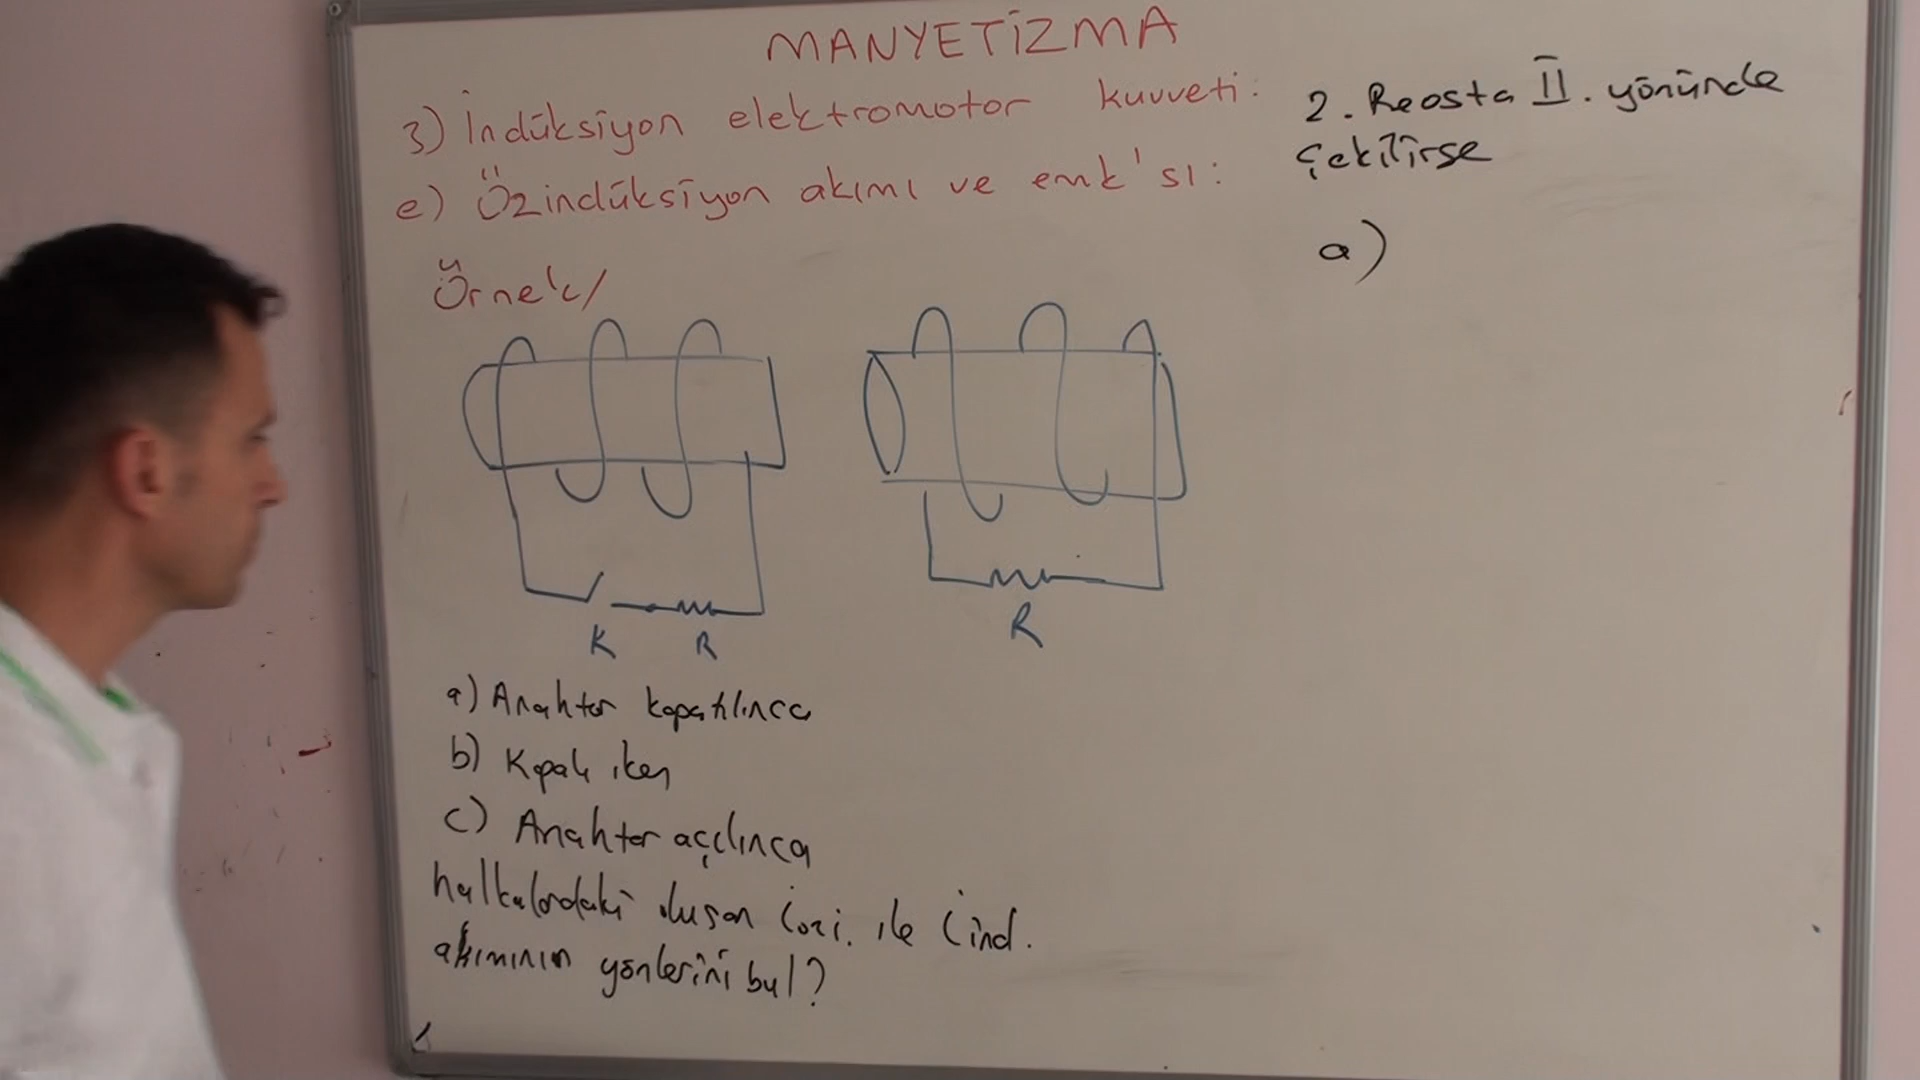 MANYETİZMA
3) İndüksiyon elektromotor kuvveti:
e) Özindüksiyon akımı ve emk'sı:
Örnek/
K R
R
a) Anahtar kapatılınca
b) Kapalı iken
c) Anahtar açılınca
halkalardaki oluşan İözi. ile İind.
akımının yönlerini bul?
2. Reosta II. yönünde
çekilirse
a)